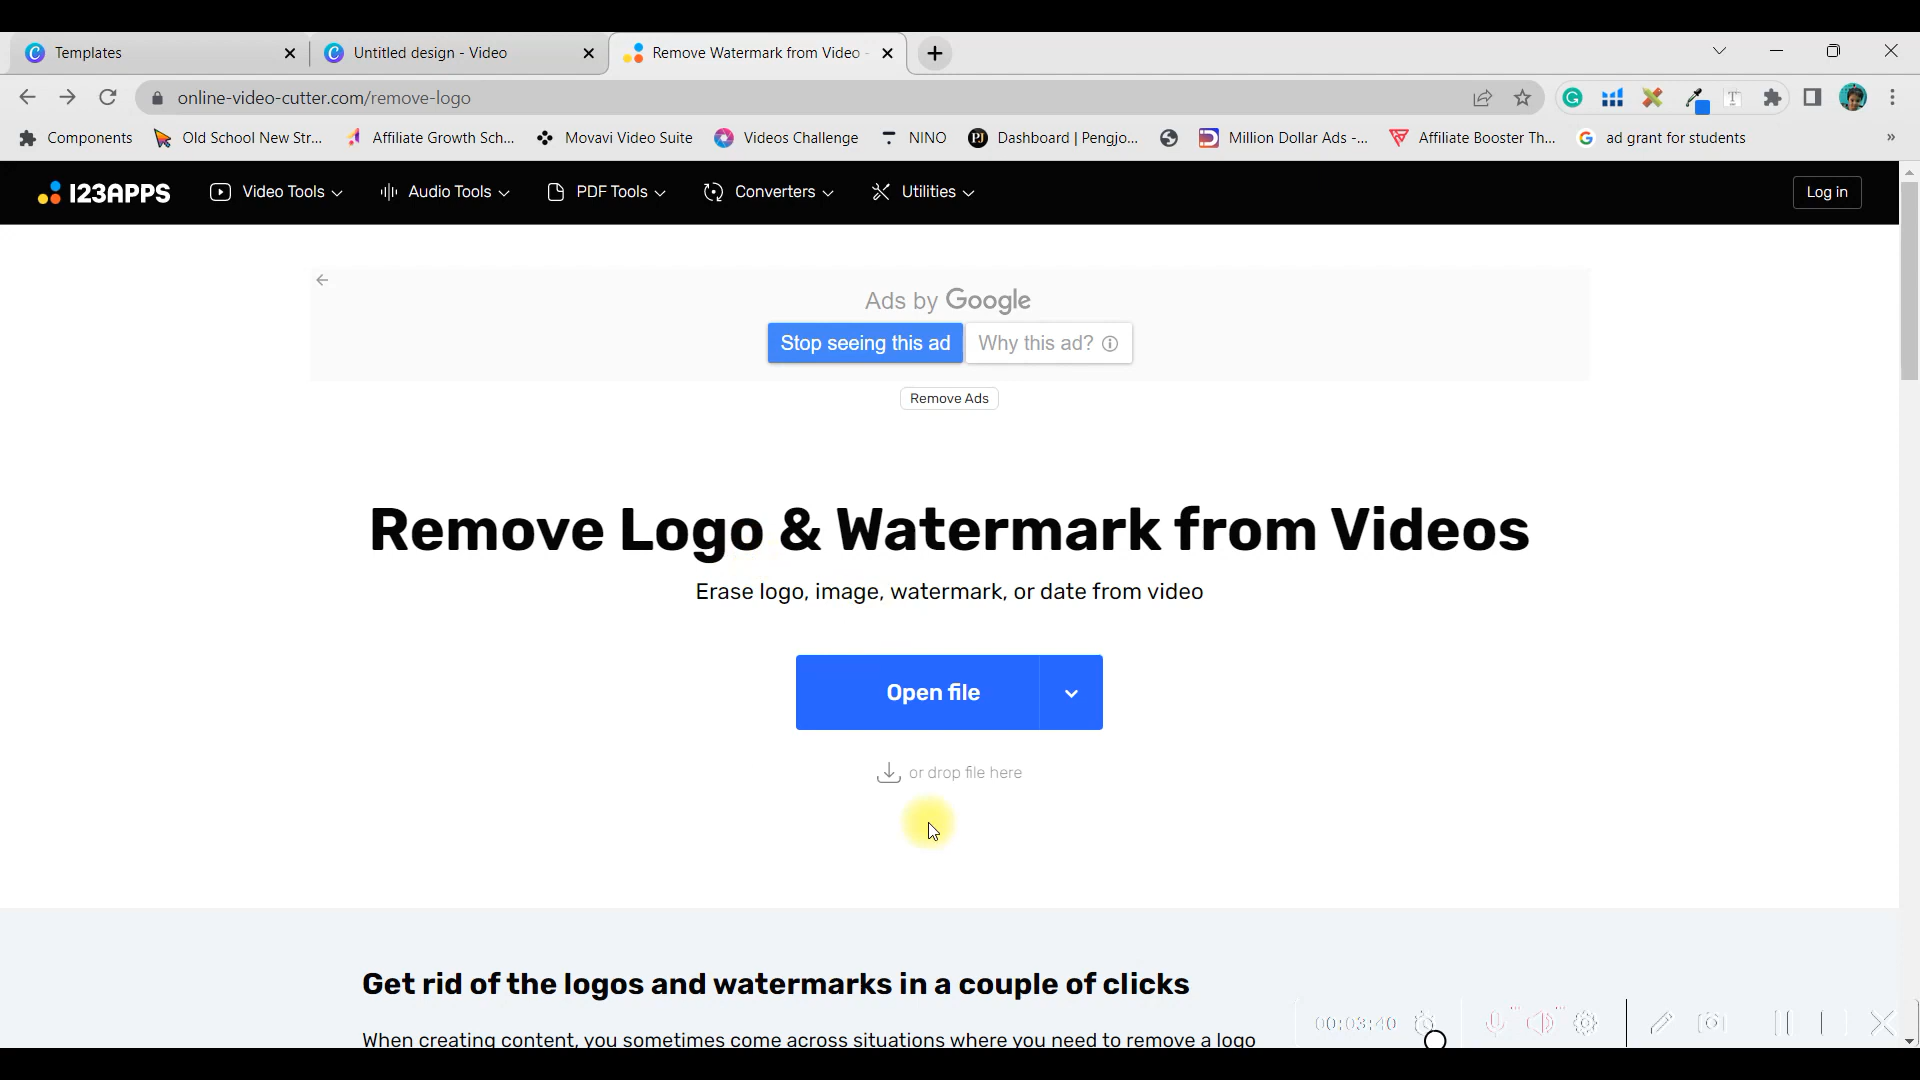 Templates
Untitled design - Video
Remove Watermark from Video -
online-video-cutter.com/remove-logo
Components
Old School New Str...
Affiliate Growth Sch...
Movavi Video Suite
Videos Challenge
NINO
Dashboard | Pengjo...
Million Dollar Ads -...
Affiliate Booster Th...
ad grant for students
»
123APPS
Video Tools
Audio Tools
PDF Tools
Converters
Utilities
Log in
Ads by Google
Stop seeing this ad
Why this ad?
Remove Ads
Remove Logo & Watermark from Videos
Erase logo, image, watermark, or date from video
Open file
or drop file here
Get rid of the logos and watermarks in a couple of clicks
When creating content, you sometimes come across situations where you need to remove a logo
00:03:40